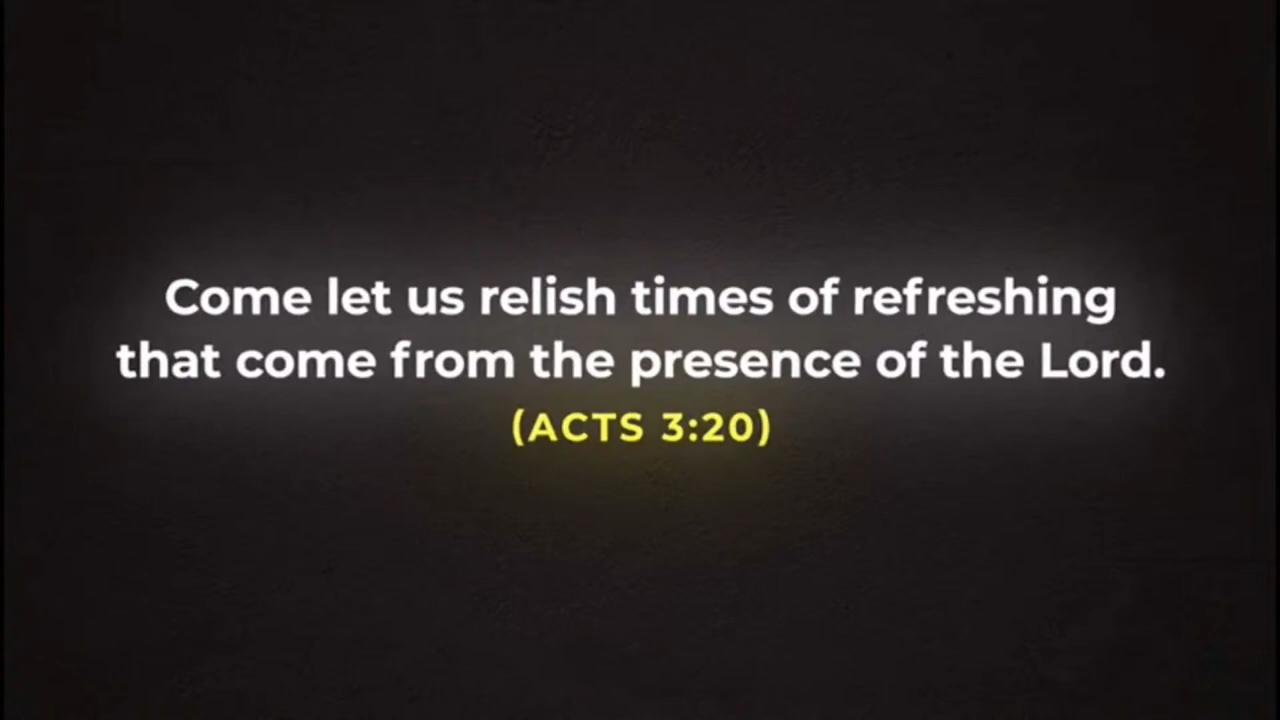 Come let us relish times of refreshing
that come from the presence of the Lord.
(ACTS 3:20)